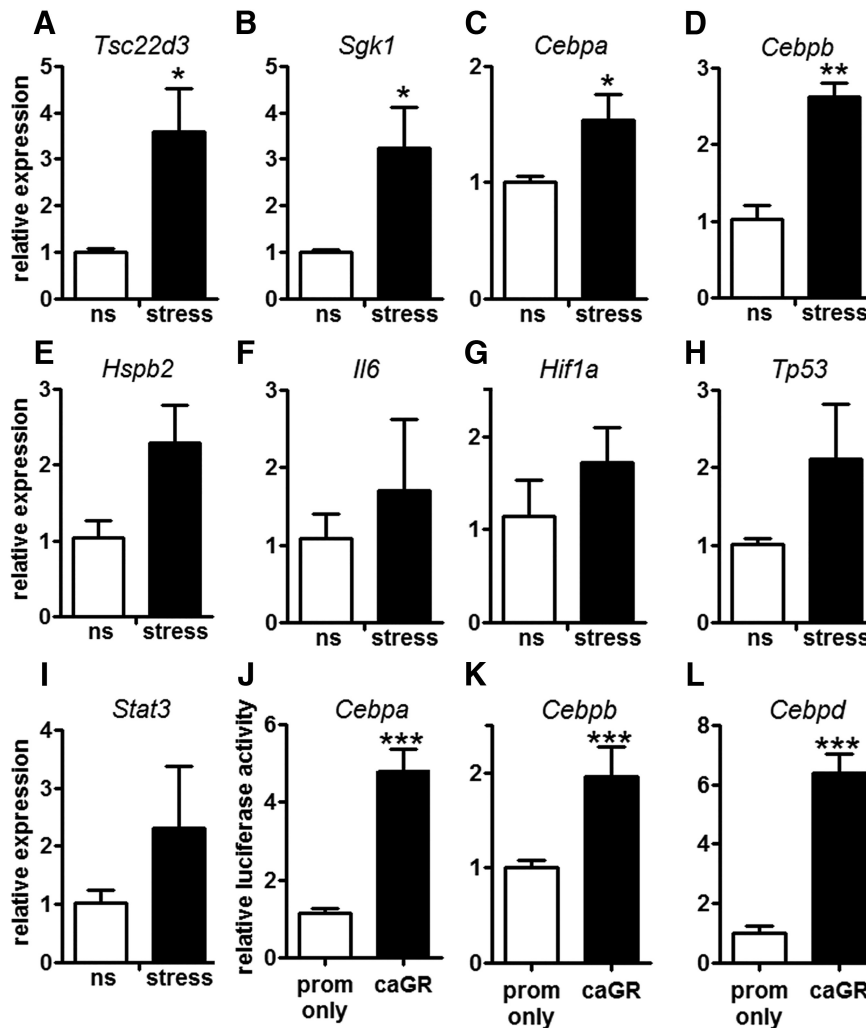 A
Tsc22d3
relative expression
5
4
3
2
1
0
*
ns
stress
B
Sgk1
5
4
3
2
1
0
*
ns
stress
C
Cebpa
2
1
0
*
ns
stress
D
Cebpb
3
2
1
0
**
ns
stress
E
Hspb2
relative expression
3
2
1
0
ns
stress
F
Il6
3
2
1
0
ns
stress
G
Hif1a
2
1
0
ns
stress
H
Tp53
3
2
1
0
ns
stress
I
Stat3
relative expression
4
3
2
1
0
ns
stress
J
Cebpa
relative luciferase activity
6
4
2
0
***
prom
only
caGR
K
Cebpb
2
1
0
***
prom
only
caGR
L
Cebpd
8
6
4
2
0
***
prom
only
caGR